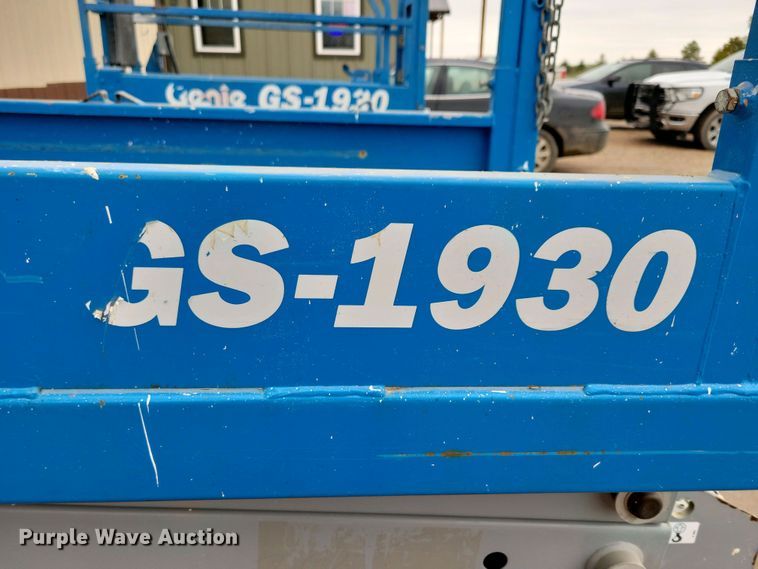 Genie GS-1930
GS-1930
Purple Wave Auction